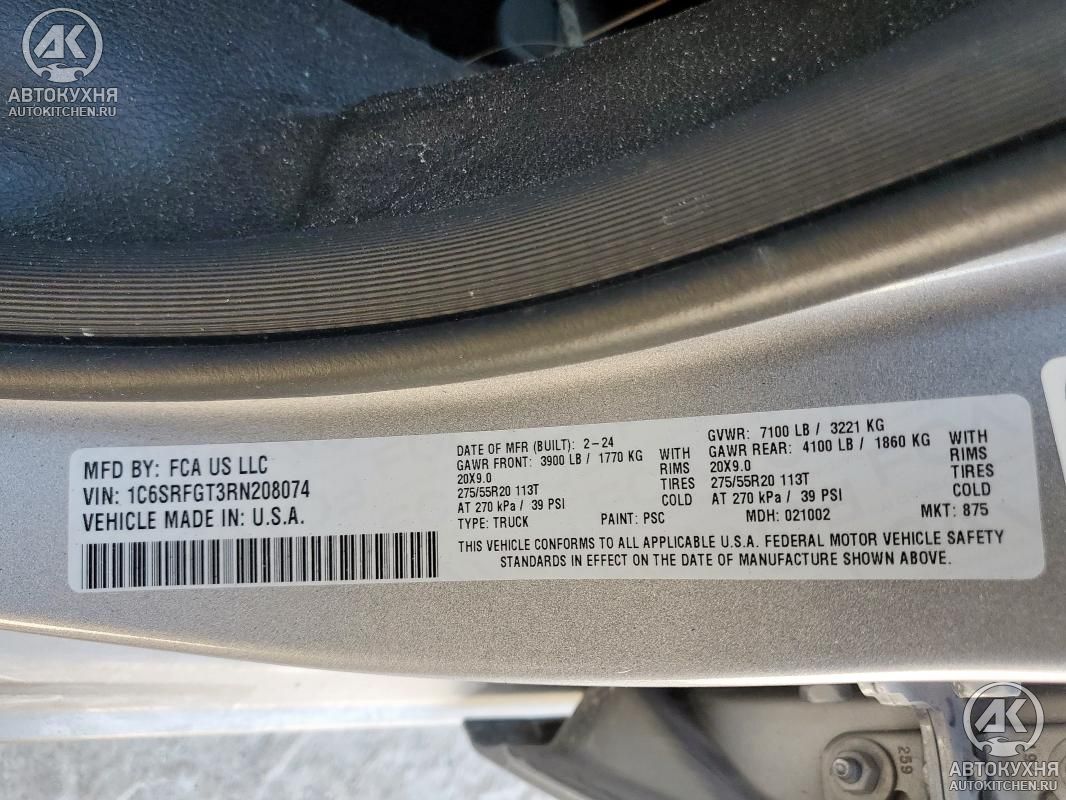 АК
АВТОКУХНЯ
AUTOKITCHEN.RU
MFD BY: FCA US LLC
VIN: 1C6SRFGT3RN208074
VEHICLE MADE IN: U.S.A.
DATE OF MFR (BUILT): 2-24
GAWR FRONT: 3900 LB / 1770 KG WITH
20X9.0 RIMS
275/55R20 113T TIRES
AT 270 kPa / 39 PSI COLD
TYPE: TRUCK PAINT: PSC
GVWR: 7100 LB / 3221 KG
GAWR REAR: 4100 LB / 1860 KG WITH
20X9.0 RIMS
275/55R20 113T TIRES
AT 270 kPa / 39 PSI COLD
MDH: 021002 MKT: 875
THIS VEHICLE CONFORMS TO ALL APPLICABLE U.S.A. FEDERAL MOTOR VEHICLE SAFETY
STANDARDS IN EFFECT ON THE DATE OF MANUFACTURE SHOWN ABOVE.
259
АК
АВТОКУХНЯ
AUTOKITCHEN.RU